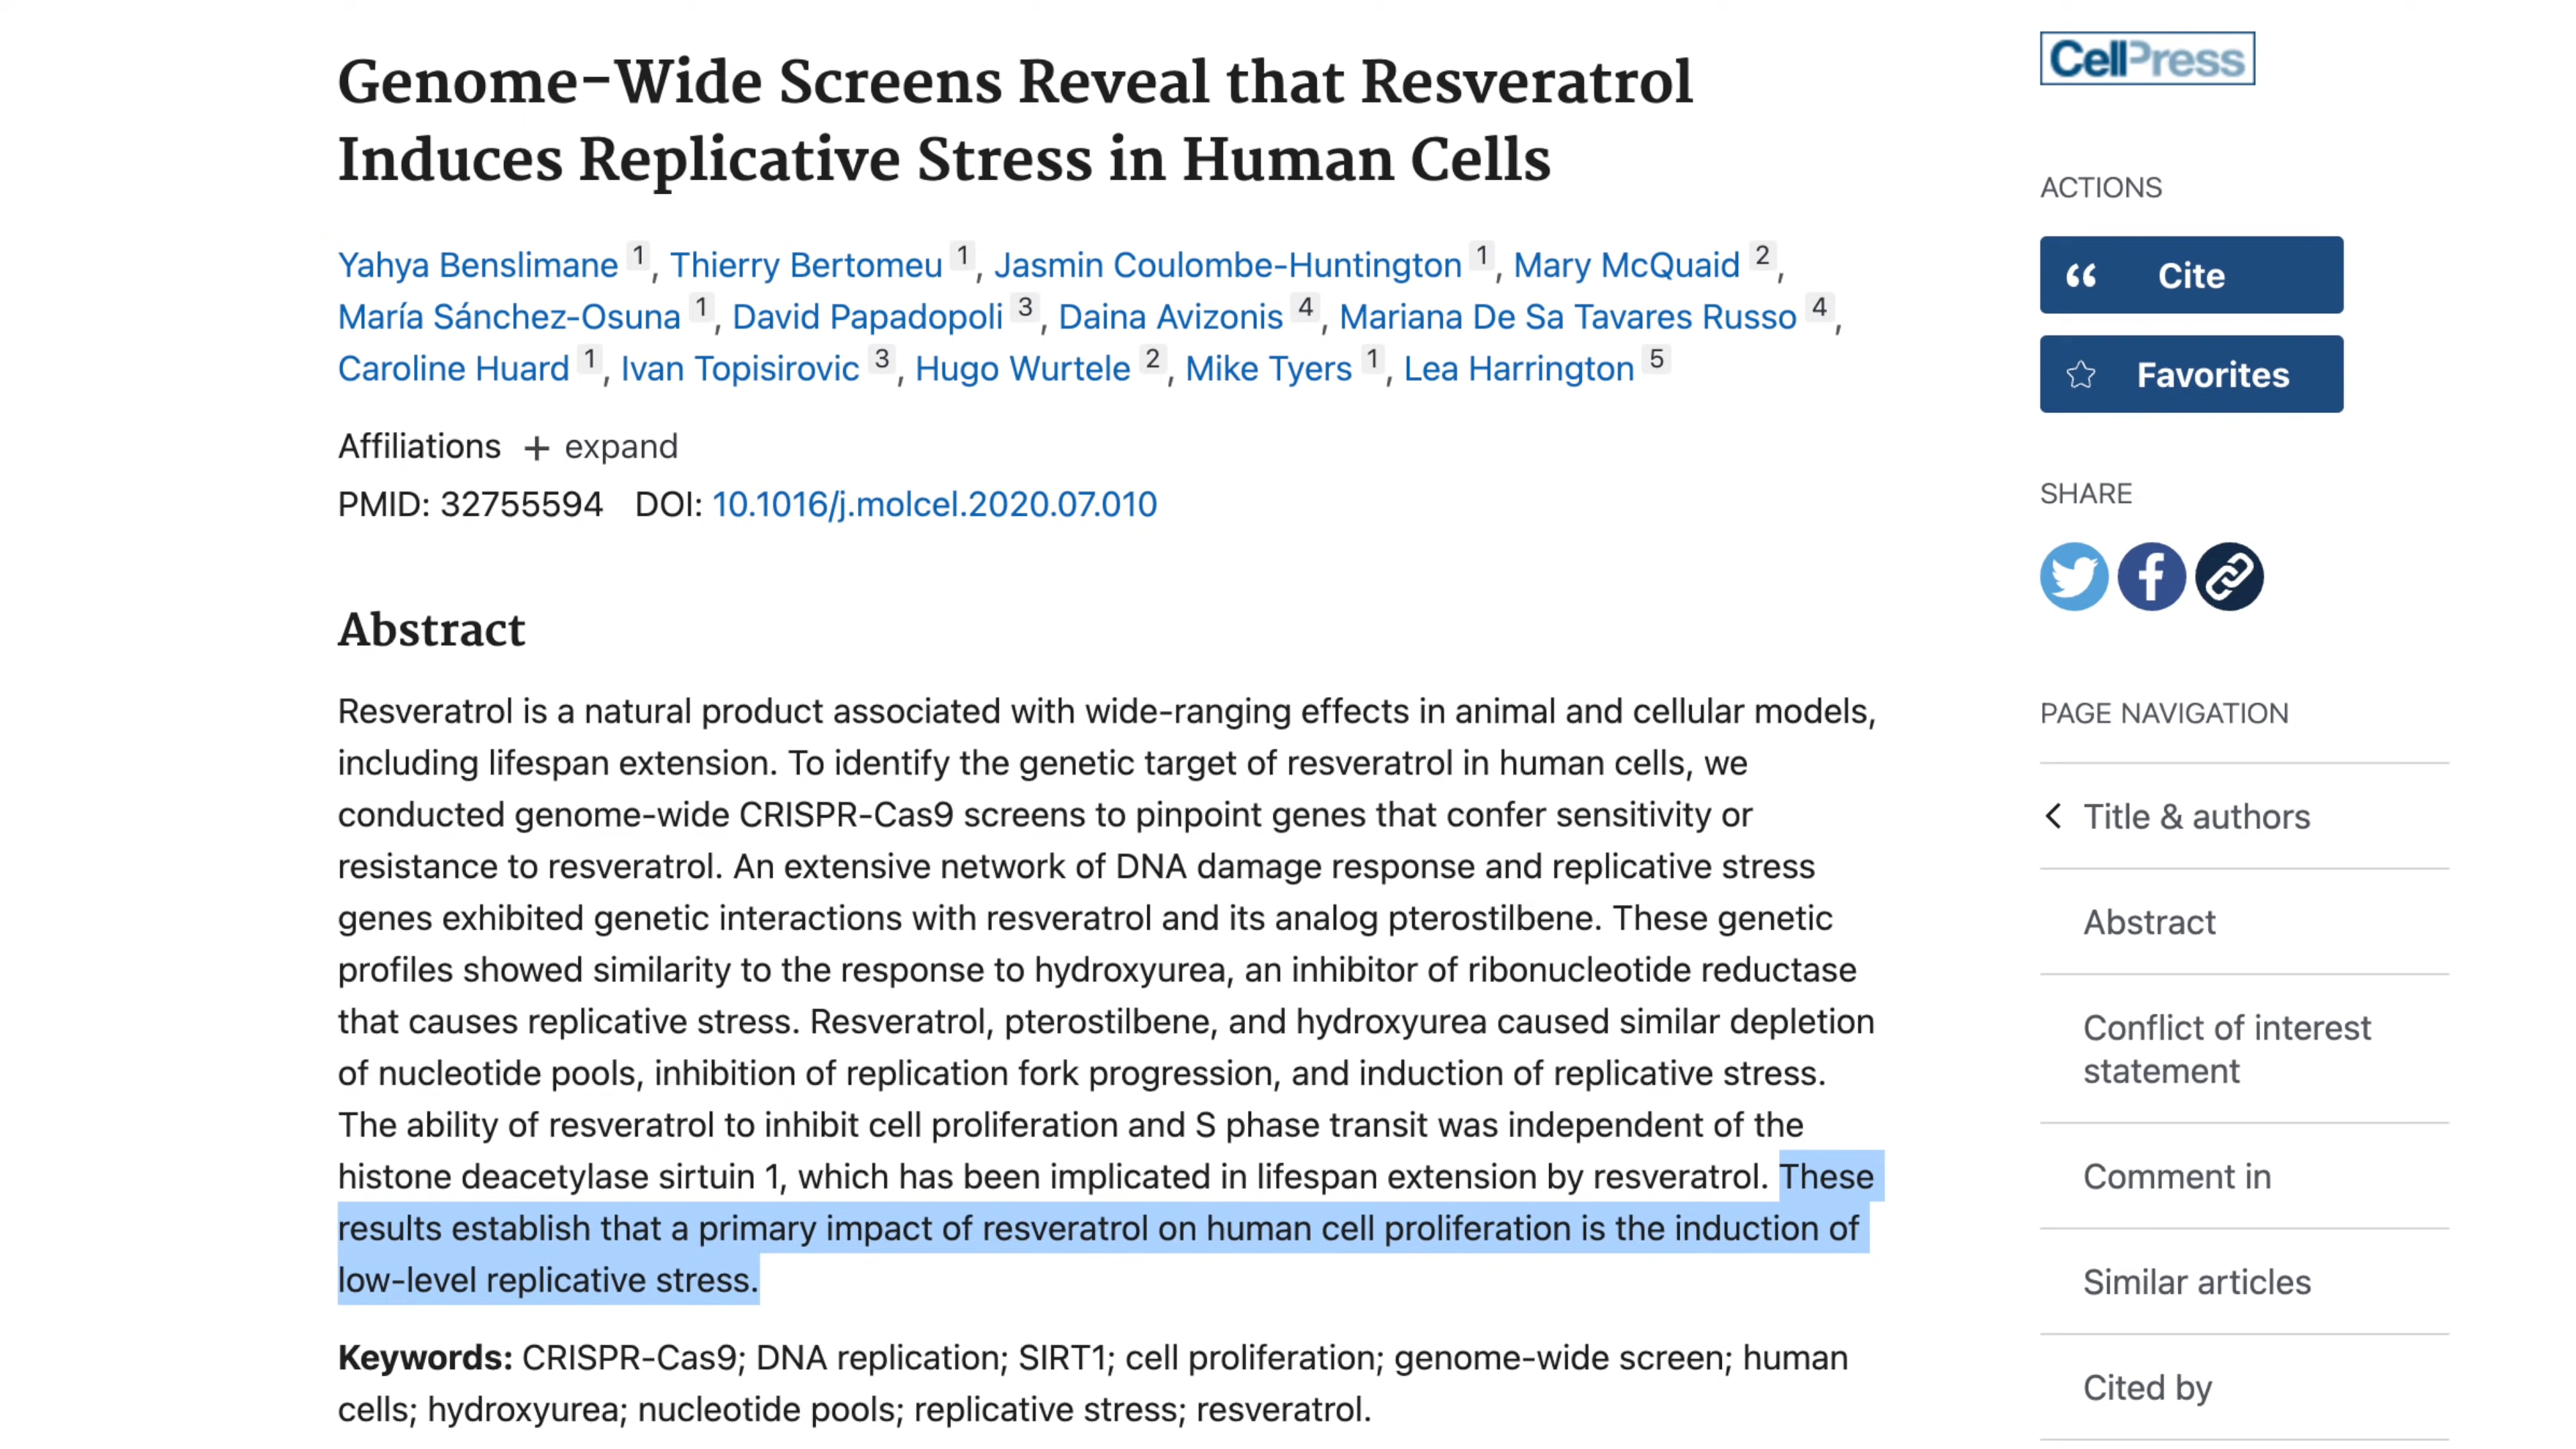 Genome-Wide Screens Reveal that Resveratrol
Induces Replicative Stress in Human Cells
Yahya Benslimane 1, Thierry Bertomeu 1, Jasmin Coulombe-Huntington 1, Mary McQuaid 2,
María Sánchez-Osuna 1, David Papadopoli 3, Daina Avizonis 4, Mariana De Sa Tavares Russo 4,
Caroline Huard 1, Ivan Topisirovic 3, Hugo Wurtele 2, Mike Tyers 1, Lea Harrington 5
Affiliations + expand
PMID: 32755594 DOI: 10.1016/j.molcel.2020.07.010
Abstract
Resveratrol is a natural product associated with wide-ranging effects in animal and cellular models,
including lifespan extension. To identify the genetic target of resveratrol in human cells, we
conducted genome-wide CRISPR-Cas9 screens to pinpoint genes that confer sensitivity or
resistance to resveratrol. An extensive network of DNA damage response and replicative stress
genes exhibited genetic interactions with resveratrol and its analog pterostilbene. These genetic
profiles showed similarity to the response to hydroxyurea, an inhibitor of ribonucleotide reductase
that causes replicative stress. Resveratrol, pterostilbene, and hydroxyurea caused similar depletion
of nucleotide pools, inhibition of replication fork progression, and induction of replicative stress.
The ability of resveratrol to inhibit cell proliferation and S phase transit was independent of the
histone deacetylase sirtuin 1, which has been implicated in lifespan extension by resveratrol. These
results establish that a primary impact of resveratrol on human cell proliferation is the induction of
low-level replicative stress.
Keywords: CRISPR-Cas9; DNA replication; SIRT1; cell proliferation; genome-wide screen; human
cells; hydroxyurea; nucleotide pools; replicative stress; resveratrol.
CellPress
ACTIONS
Cite
Favorites
SHARE
PAGE NAVIGATION
Title & authors
Abstract
Conflict of interest
statement
Comment in
Similar articles
Cited by